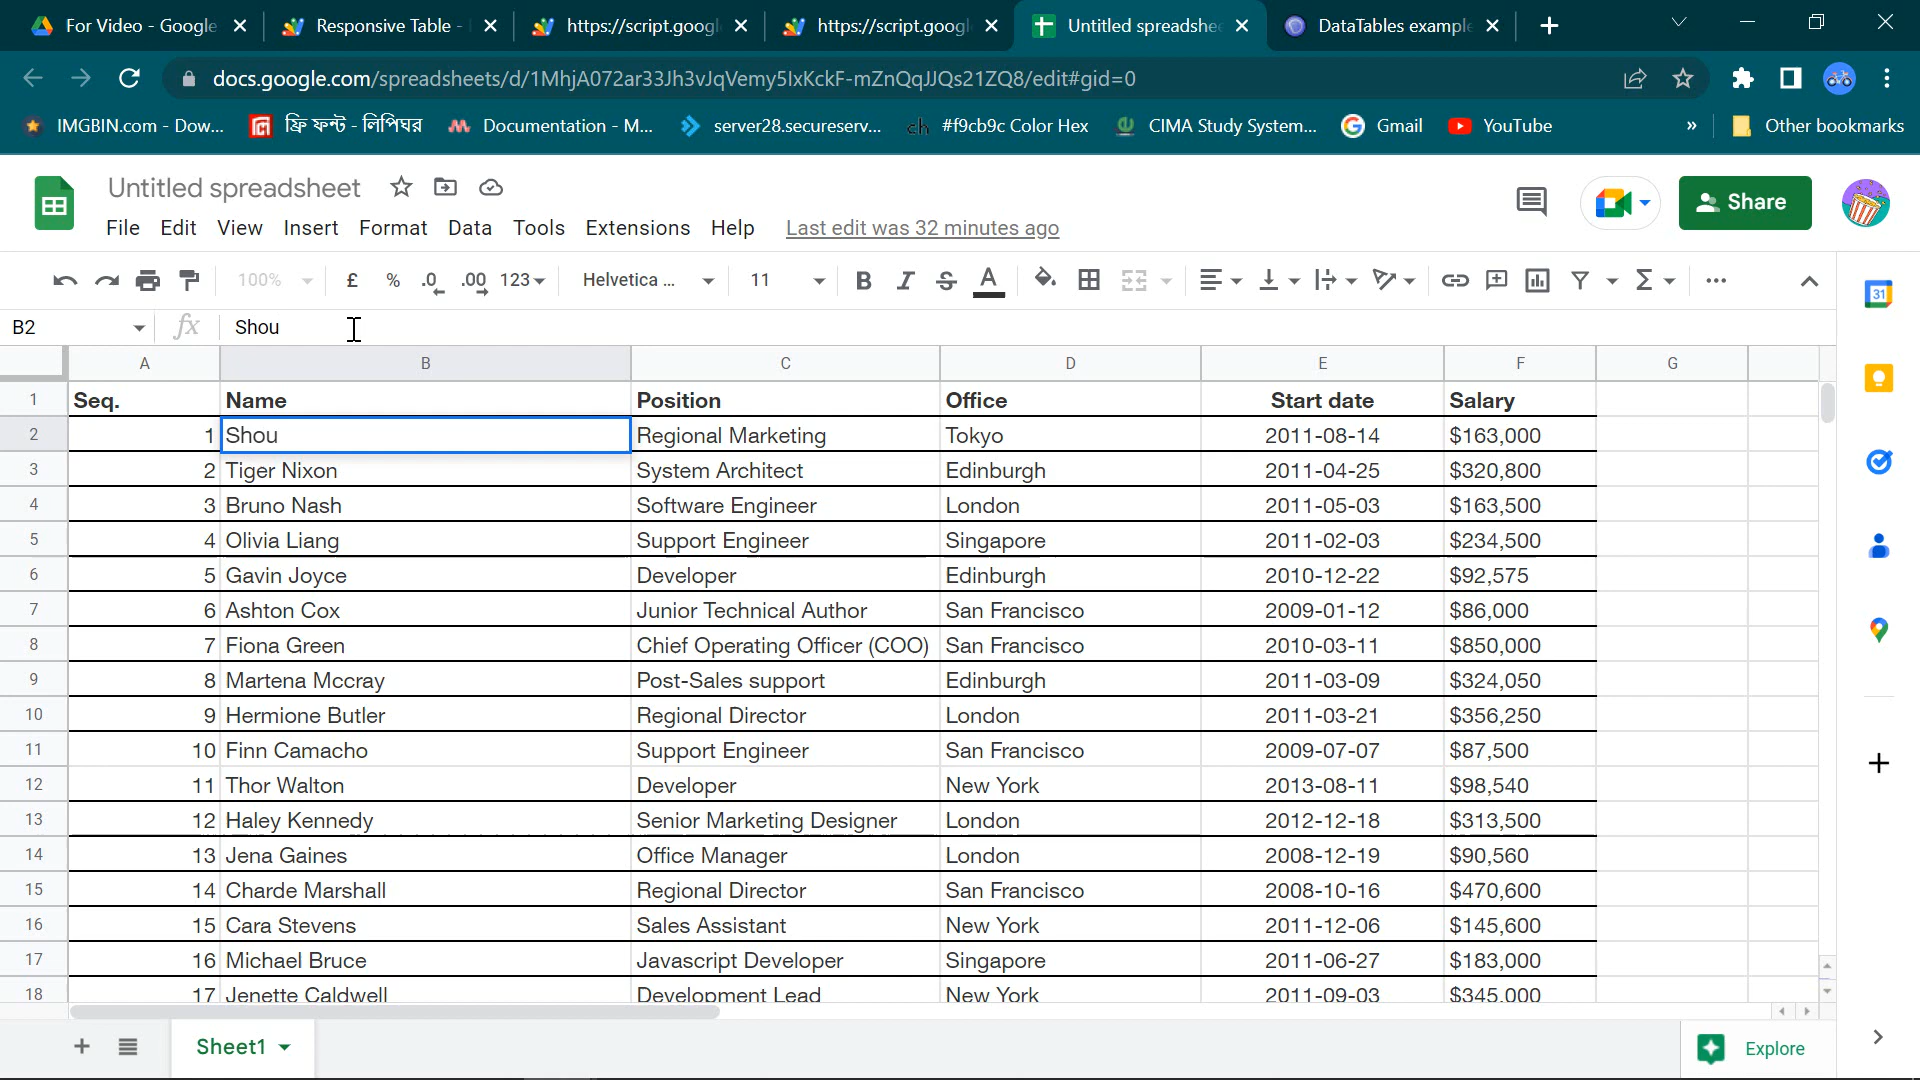 For Video - Google
Responsive Table -
https://script.googl
https://script.googl
Untitled spreadshe
DataTables example
docs.google.com/spreadsheets/d/1MhjA072ar33Jh3vJqVemy5IxKckF-mZnQqJJQs21ZQ8/edit#gid=0
IMGBIN.com - Dow...
ফ্রি ফন্ট - লিপিঘর
Documentation - M...
server28.secureserv...
ch #f9cb9c Color Hex
CIMA Study System...
Gmail
YouTube
»
Other bookmarks
Untitled spreadsheet
Share
File Edit View Insert Format Data Tools Extensions Help Last edit was 32 minutes ago
100% £ % .0 .00 123 Helvetica ... 11 B I S A Σ
31
B2 fx Shou
A B C D E F G
1 Seq. Name Position Office Start date Salary
2 1 Shou Regional Marketing Tokyo 2011-08-14 $163,000
3 2 Tiger Nixon System Architect Edinburgh 2011-04-25 $320,800
4 3 Bruno Nash Software Engineer London 2011-05-03 $163,500
5 4 Olivia Liang Support Engineer Singapore 2011-02-03 $234,500
6 5 Gavin Joyce Developer Edinburgh 2010-12-22 $92,575
7 6 Ashton Cox Junior Technical Author San Francisco 2009-01-12 $86,000
8 7 Fiona Green Chief Operating Officer (COO) San Francisco 2010-03-11 $850,000
9 8 Martena Mccray Post-Sales support Edinburgh 2011-03-09 $324,050
10 9 Hermione Butler Regional Director London 2011-03-21 $356,250
11 10 Finn Camacho Support Engineer San Francisco 2009-07-07 $87,500
12 11 Thor Walton Developer New York 2013-08-11 $98,540
13 12 Haley Kennedy Senior Marketing Designer London 2012-12-18 $313,500
14 13 Jena Gaines Office Manager London 2008-12-19 $90,560
15 14 Charde Marshall Regional Director San Francisco 2008-10-16 $470,600
16 15 Cara Stevens Sales Assistant New York 2011-12-06 $145,600
17 16 Michael Bruce Javascript Developer Singapore 2011-06-27 $183,000
18 17 Jenette Caldwell Development Lead New York 2011-09-03 $345,000
Sheet1
Explore